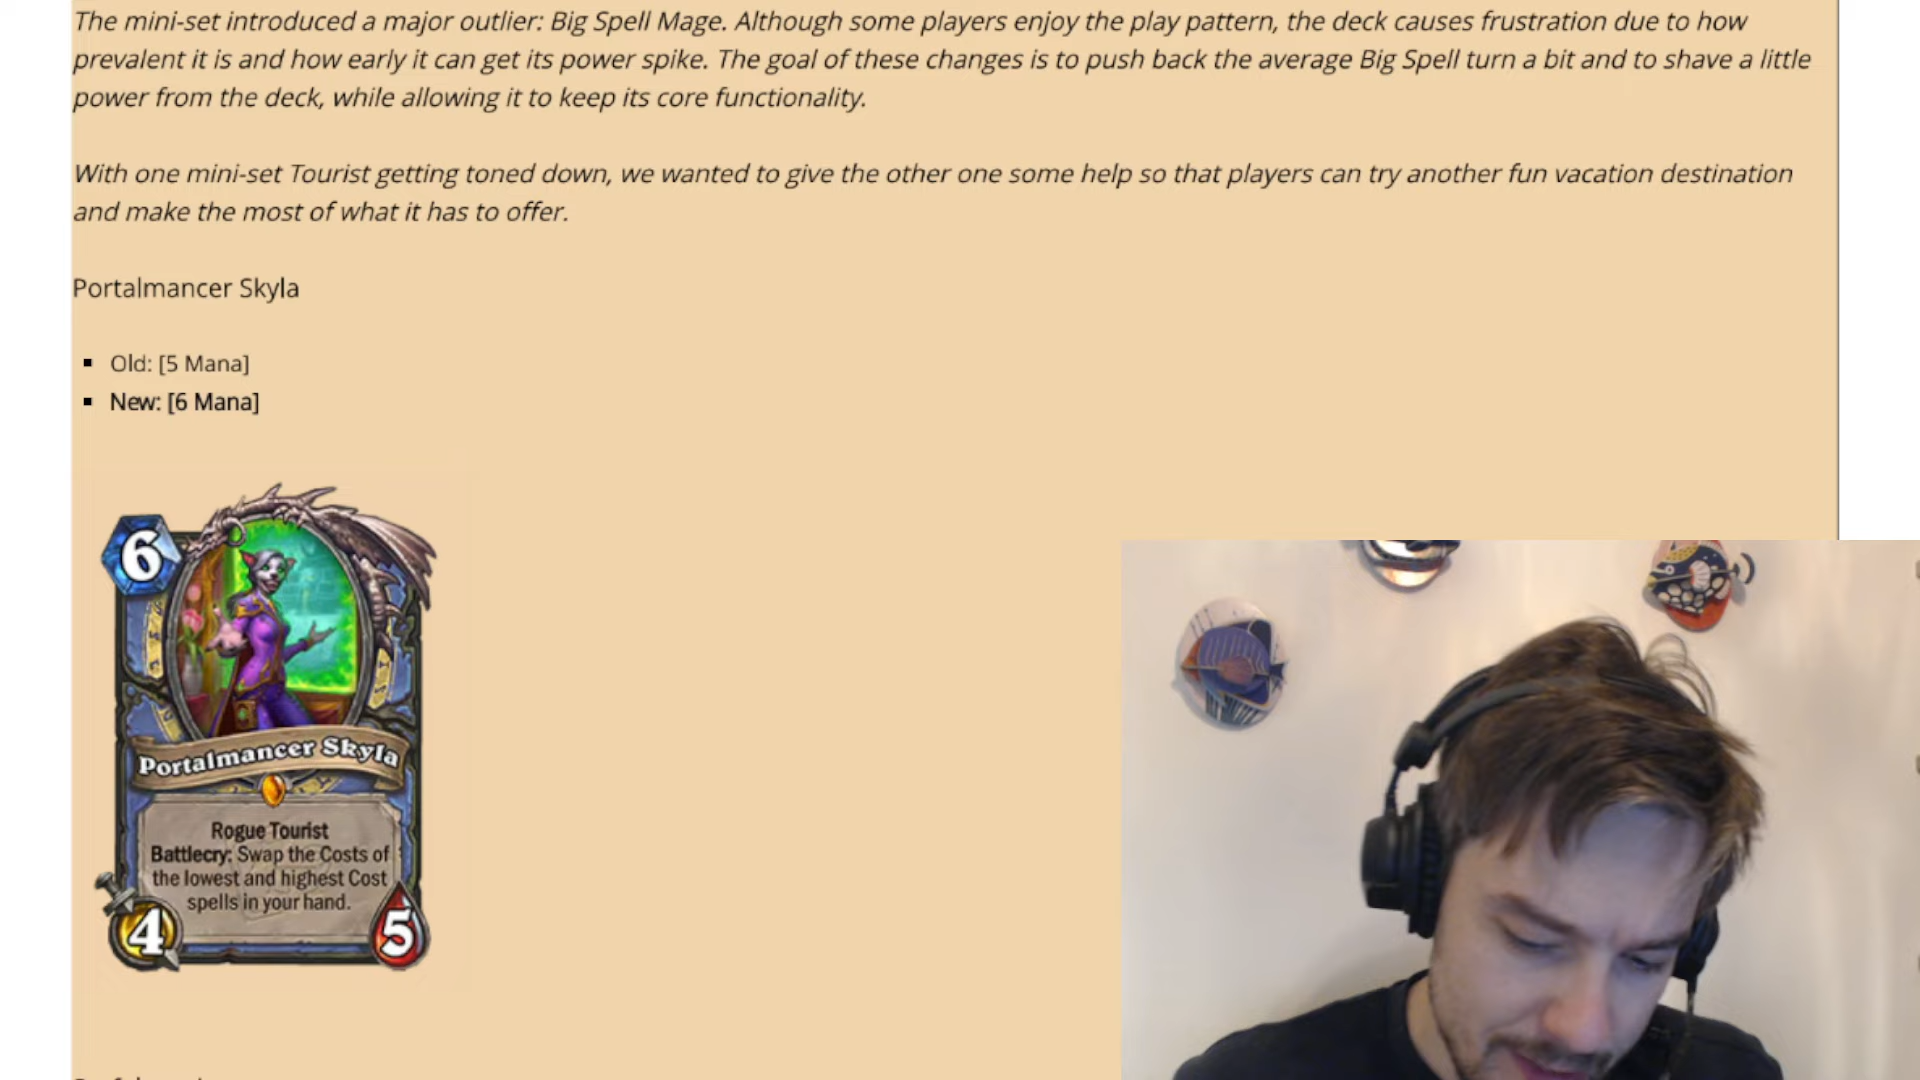 The mini-set introduced a major outlier: Big Spell Mage. Although some players enjoy the play pattern, the deck causes frustration due to how
prevalent it is and how early it can get its power spike. The goal of these changes is to push back the average Big Spell turn a bit and to shave a little
power from the deck, while allowing it to keep its core functionality.
With one mini-set Tourist getting toned down, we wanted to give the other one some help so that players can try another fun vacation destination
and make the most of what it has to offer.
Portalmancer Skyla
Old: [5 Mana]
New: [6 Mana]
6
Portalmancer Skyla
Rogue Tourist
Battlecry: Swap the Costs of
the lowest and highest Cost
spells in your hand.
4
5